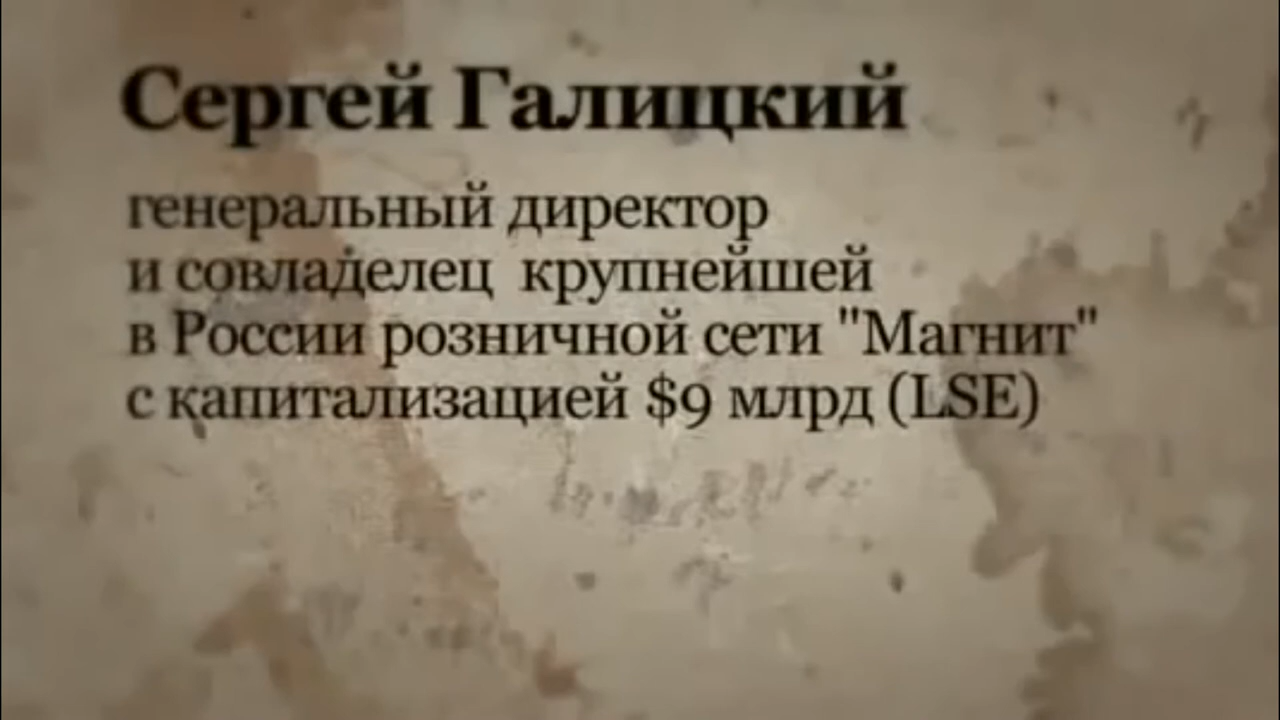 Сергей Галицкий
генеральный директор
и совладелец крупнейшей
в России розничной сети "Магнит"
с капитализацией $9 млрд (LSE)